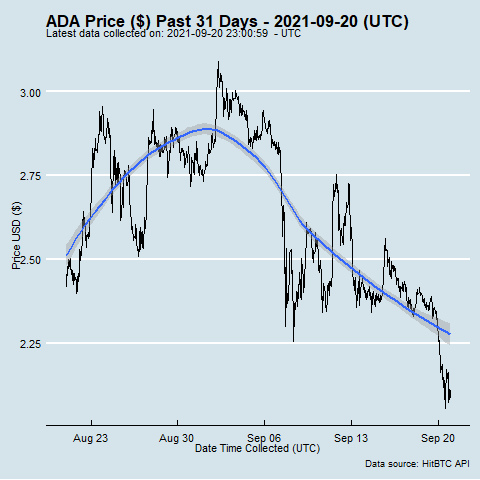 ADA Price ($) Past 31 Days - 2021-09-20 (UTC)
Latest data collected on: 2021-09-20 23:00:59 - UTC
Price USD ($)
3.00
2.75
2.50
2.25
Aug 23 Aug 30 Sep 06 Sep 13 Sep 20
Date Time Collected (UTC)
Data source: HitBTC API